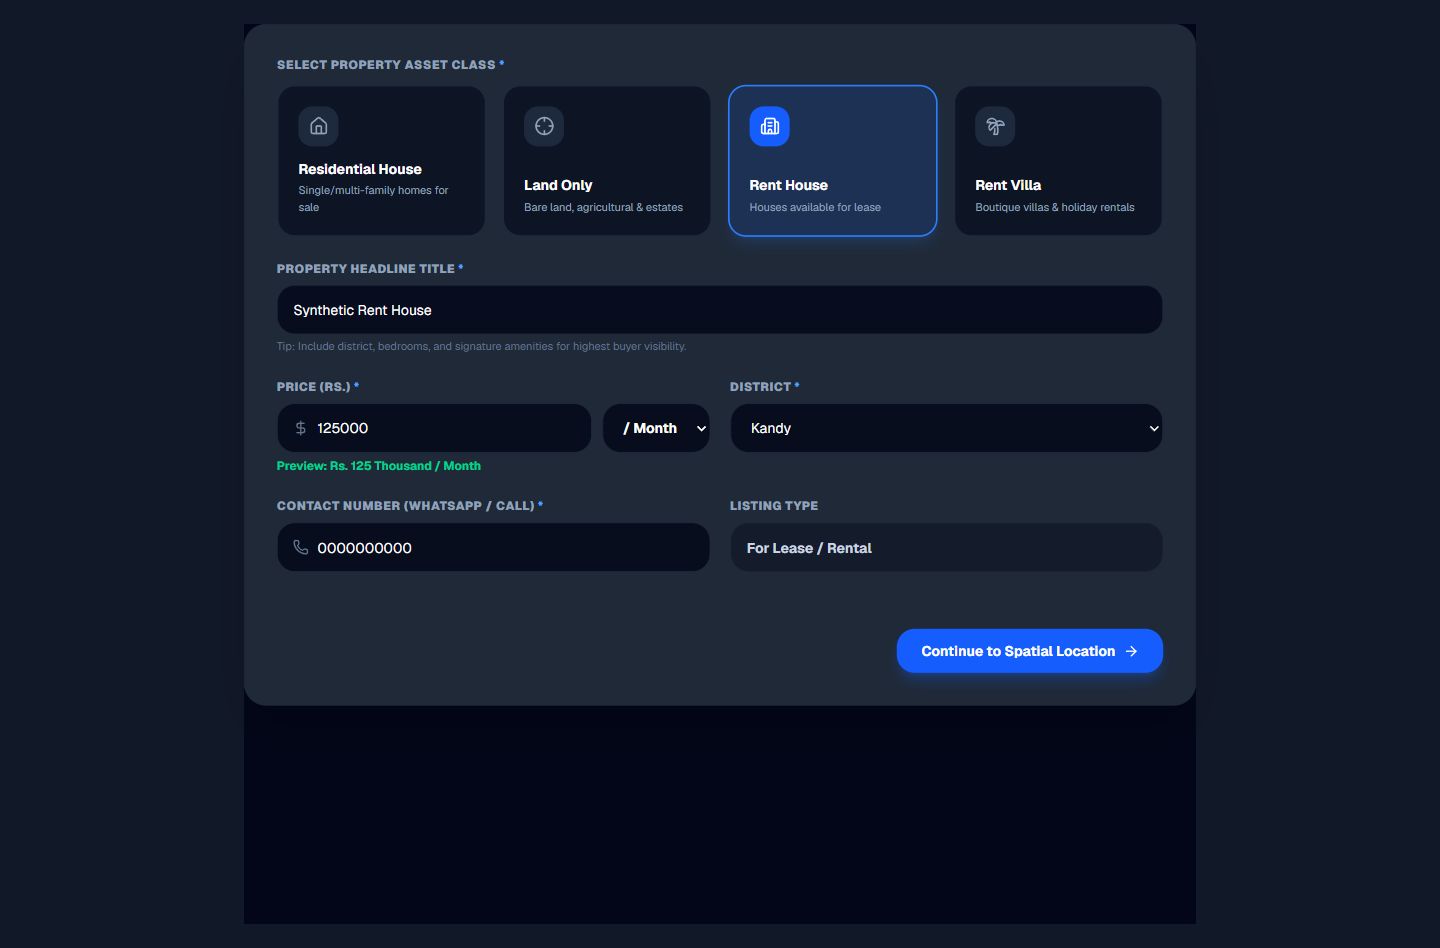 SELECT PROPERTY ASSET CLASS *
Residential House
Single/multi-family homes for
sale
Land Only
Bare land, agricultural & estates
Rent House
Houses available for lease
Rent Villa
Boutique villas & holiday rentals
PROPERTY HEADLINE TITLE *
Synthetic Rent House
Tip: Include district, bedrooms, and signature amenities for highest buyer visibility.
PRICE (RS.) *
$ 125000
/ Month
Preview: Rs. 125 Thousand / Month
DISTRICT *
Kandy
CONTACT NUMBER (WHATSAPP / CALL) *
0000000000
LISTING TYPE
For Lease / Rental
Continue to Spatial Location →